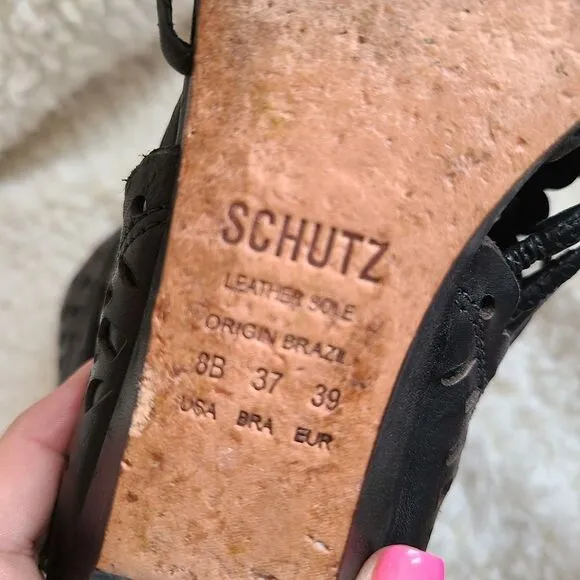 SCHUTZ
LEATHER SOLE
ORIGIN BRAZIL
8B 37 39
USA BRA EUR